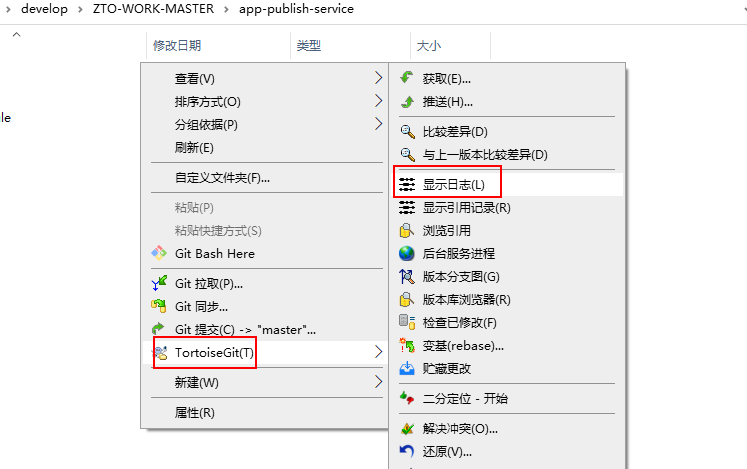 develop > ZTO-WORK-MASTER > app-publish-service
修改日期 类型 大小
le
查看(V)
排序方式(O)
分组依据(P)
刷新(E)
自定义文件夹(F)...
粘贴(P)
粘贴快捷方式(S)
Git Bash Here
Git 拉取(P)...
Git 同步...
Git 提交(C) -> "master"...
TortoiseGit(T)
新建(W)
属性(R)
获取(E)...
推送(H)...
比较差异(D)
与上一版本比较差异(D)
显示日志(L)
显示引用记录(R)
浏览引用
后台服务进程
版本分支图(G)
版本库浏览器(R)
检查已修改(F)
变基(rebase)...
贮藏更改
二分定位 - 开始
解决冲突(O)...
还原(V)...